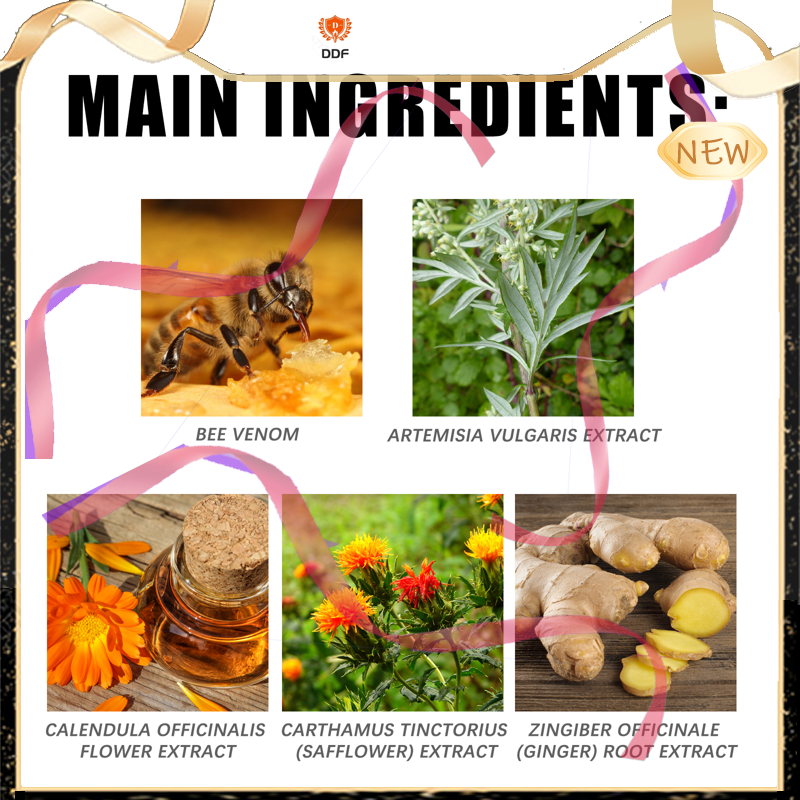 DDF
MAIN INGREDIENTS:
NEW
BEE VENOM
ARTEMISIA VULGARIS EXTRACT
CALENDULA OFFICINALIS
FLOWER EXTRACT
CARTHAMUS TINCTORIUS
(SAFFLOWER) EXTRACT
ZINGIBER OFFICINALE
(GINGER) ROOT EXTRACT